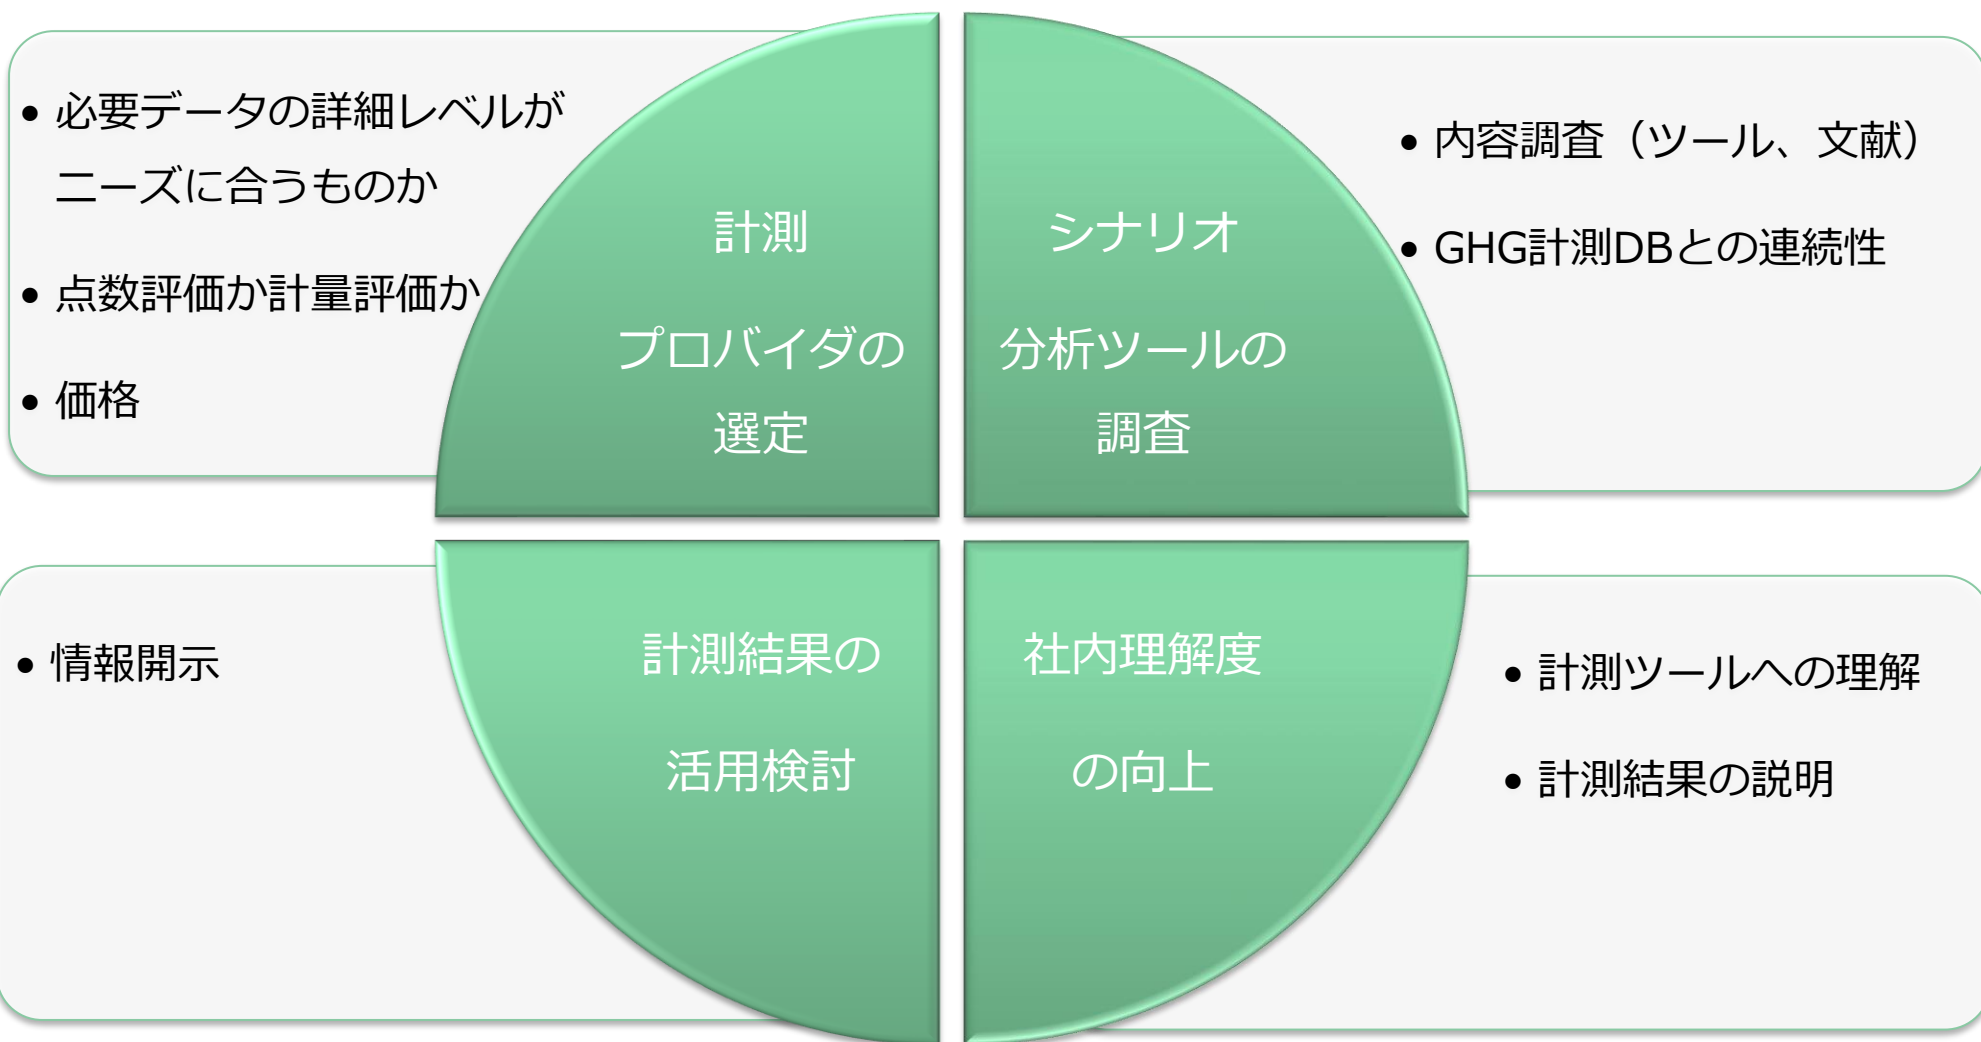 • 必要データの詳細レベルが
ニーズに合うものか
• 点数評価か計量評価か
• 価格
計測
プロバイダの
選定
シナリオ
分析ツールの
調査
• 内容調査（ツール、文献）
• GHG計測DBとの連続性
• 情報開示
計測結果の
活用検討
社内理解度
の向上
• 計測ツールへの理解
• 計測結果の説明